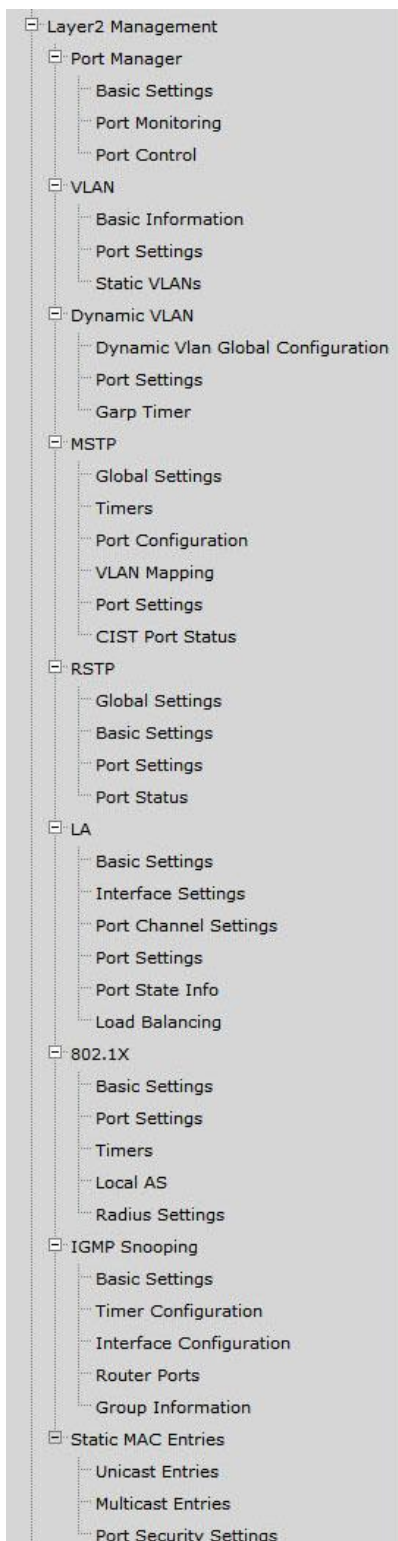 Layer2 Management
Port Manager
Basic Settings
Port Monitoring
Port Control
VLAN
Basic Information
Port Settings
Static VLANs
Dynamic VLAN
Dynamic Vlan Global Configuration
Port Settings
Garp Timer
MSTP
Global Settings
Timers
Port Configuration
VLAN Mapping
Port Settings
CIST Port Status
RSTP
Global Settings
Basic Settings
Port Settings
Port Status
LA
Basic Settings
Interface Settings
Port Channel Settings
Port Settings
Port State Info
Load Balancing
802.1X
Basic Settings
Port Settings
Timers
Local AS
Radius Settings
IGMP Snooping
Basic Settings
Timer Configuration
Interface Configuration
Router Ports
Group Information
Static MAC Entries
Unicast Entries
Multicast Entries
Port Security Settings